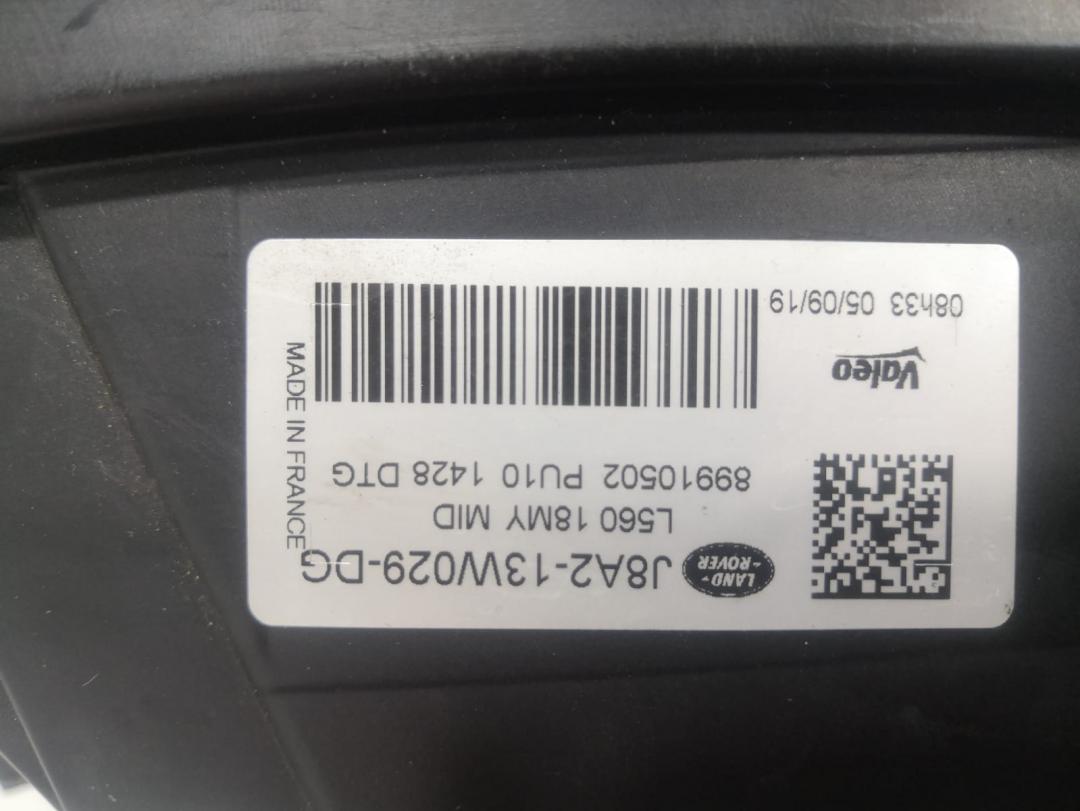 LAND-
-ROVER
J8A2-13W029-DG
L560 18MY MID
89910502 PU10 1428 DTG
Valeo
08h33 05/09/19
MADE IN FRANCE